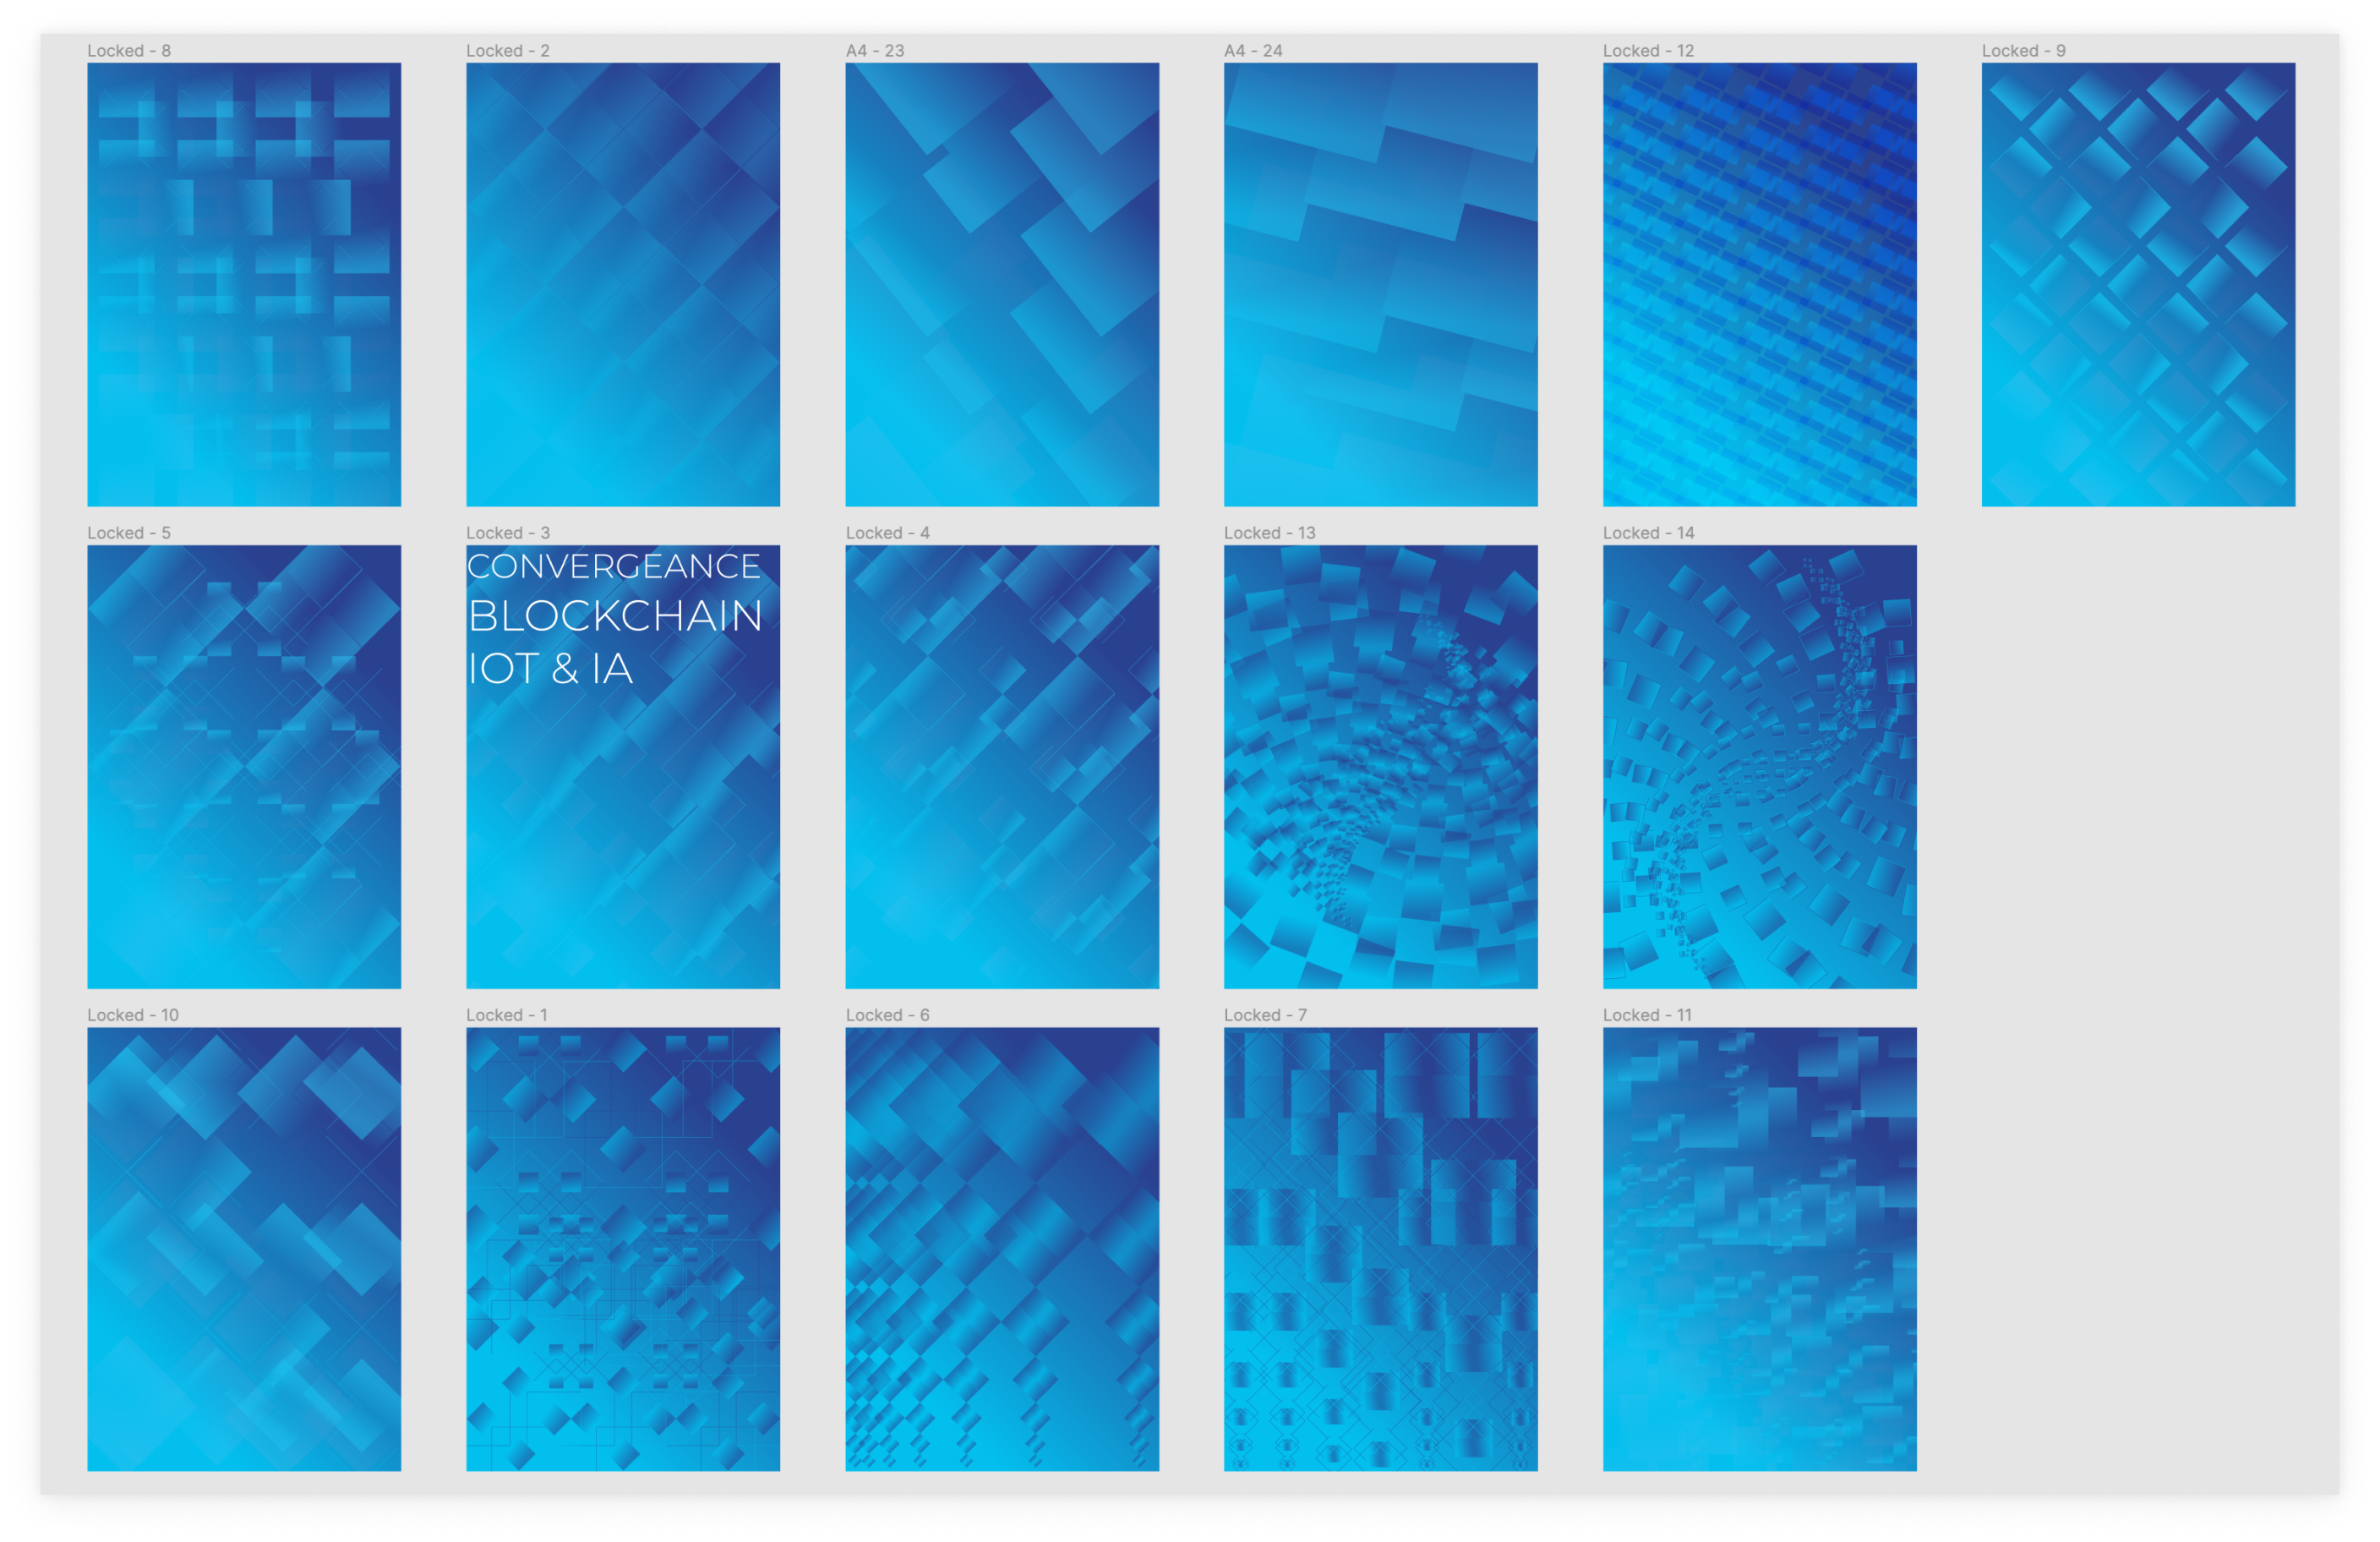 Locked - 8
Locked - 2
A4 - 23
A4 - 24
Locked - 12
Locked - 9
Locked - 5
Locked - 3
Locked - 4
Locked - 13
Locked - 14
CONVERGEANCE
BLOCKCHAIN
IOT & IA
Locked - 10
Locked - 1
Locked - 6
Locked - 7
Locked - 11